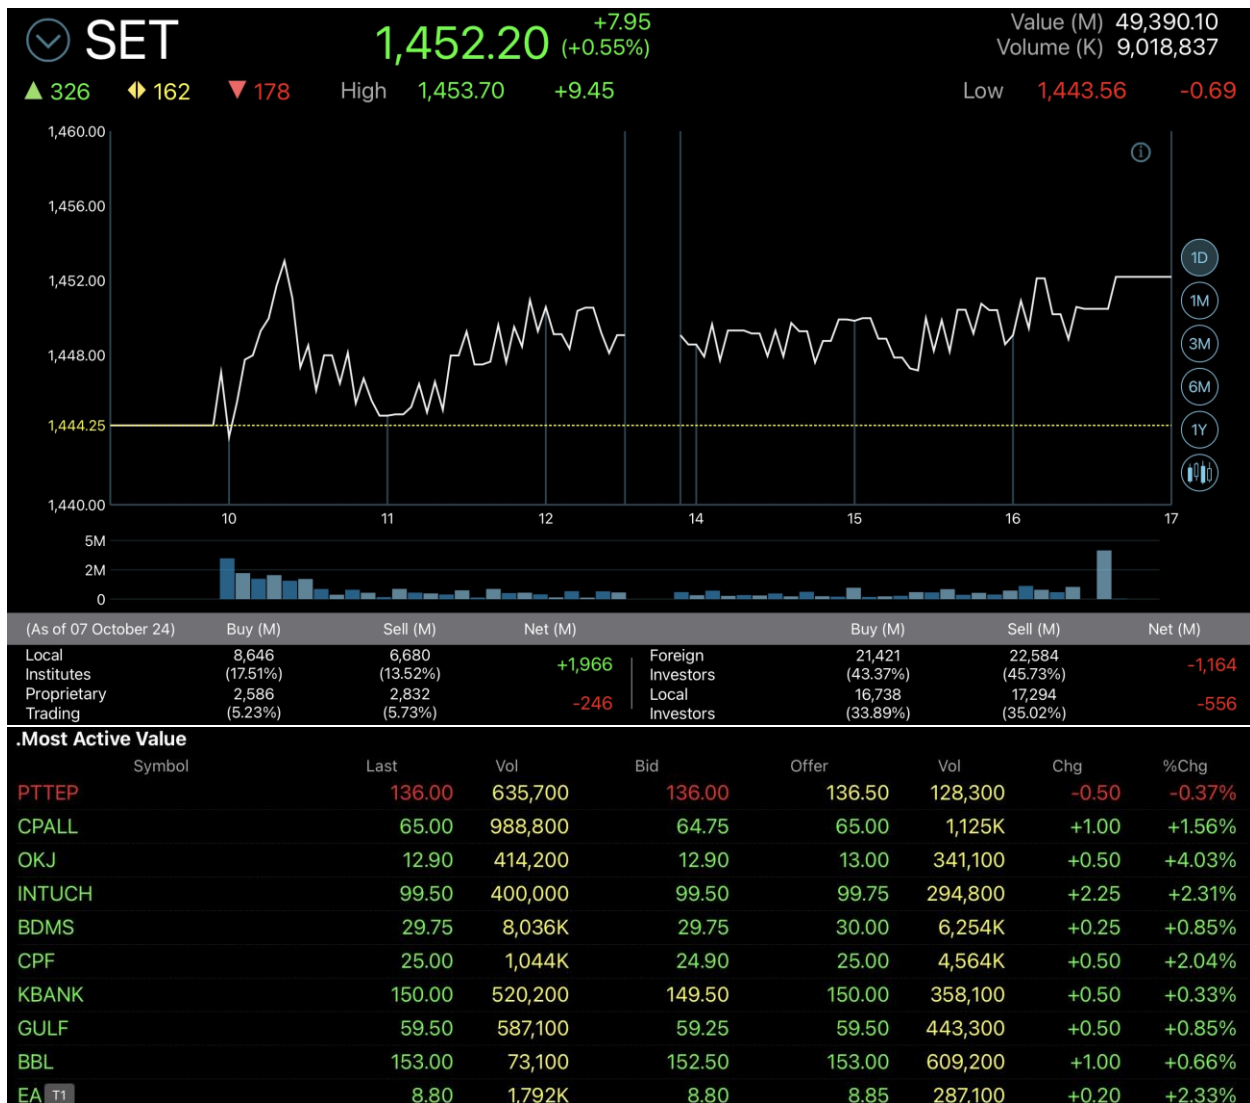 SET 1,452.20 +7.95 (+0.55%) Value (M) 49,390.10
Volume (K) 9,018,837
326 162 178 High 1,453.70 +9.45 Low 1,443.56 -0.69
1,460.00
1,456.00
1,452.00
1,448.00
1,444.25
1,440.00
10 11 12 14 15 16 17
1D
1M
3M
6M
1Y
5M
2M
0
(As of 07 October 24) Buy (M) Sell (M) Net (M) Buy (M) Sell (M) Net (M)
Local Institutes 8,646 (17.51%) 6,680 (13.52%) +1,966 Foreign Investors 21,421 (43.37%) 22,584 (45.73%) -1,164
Proprietary Trading 2,586 (5.23%) 2,832 (5.73%) -246 Local Investors 16,738 (33.89%) 17,294 (35.02%) -556
.Most Active Value
Symbol Last Vol Bid Offer Vol Chg %Chg
PTTEP 136.00 635,700 136.00 136.50 128,300 -0.50 -0.37%
CPALL 65.00 988,800 64.75 65.00 1,125K +1.00 +1.56%
OKJ 12.90 414,200 12.90 13.00 341,100 +0.50 +4.03%
INTUCH 99.50 400,000 99.50 99.75 294,800 +2.25 +2.31%
BDMS 29.75 8,036K 29.75 30.00 6,254K +0.25 +0.85%
CPF 25.00 1,044K 24.90 25.00 4,564K +0.50 +2.04%
KBANK 150.00 520,200 149.50 150.00 358,100 +0.50 +0.33%
GULF 59.50 587,100 59.25 59.50 443,300 +0.50 +0.85%
BBL 153.00 73,100 152.50 153.00 609,200 +1.00 +0.66%
EA T1 8.80 1,792K 8.80 8.85 287,100 +0.20 +2.33%